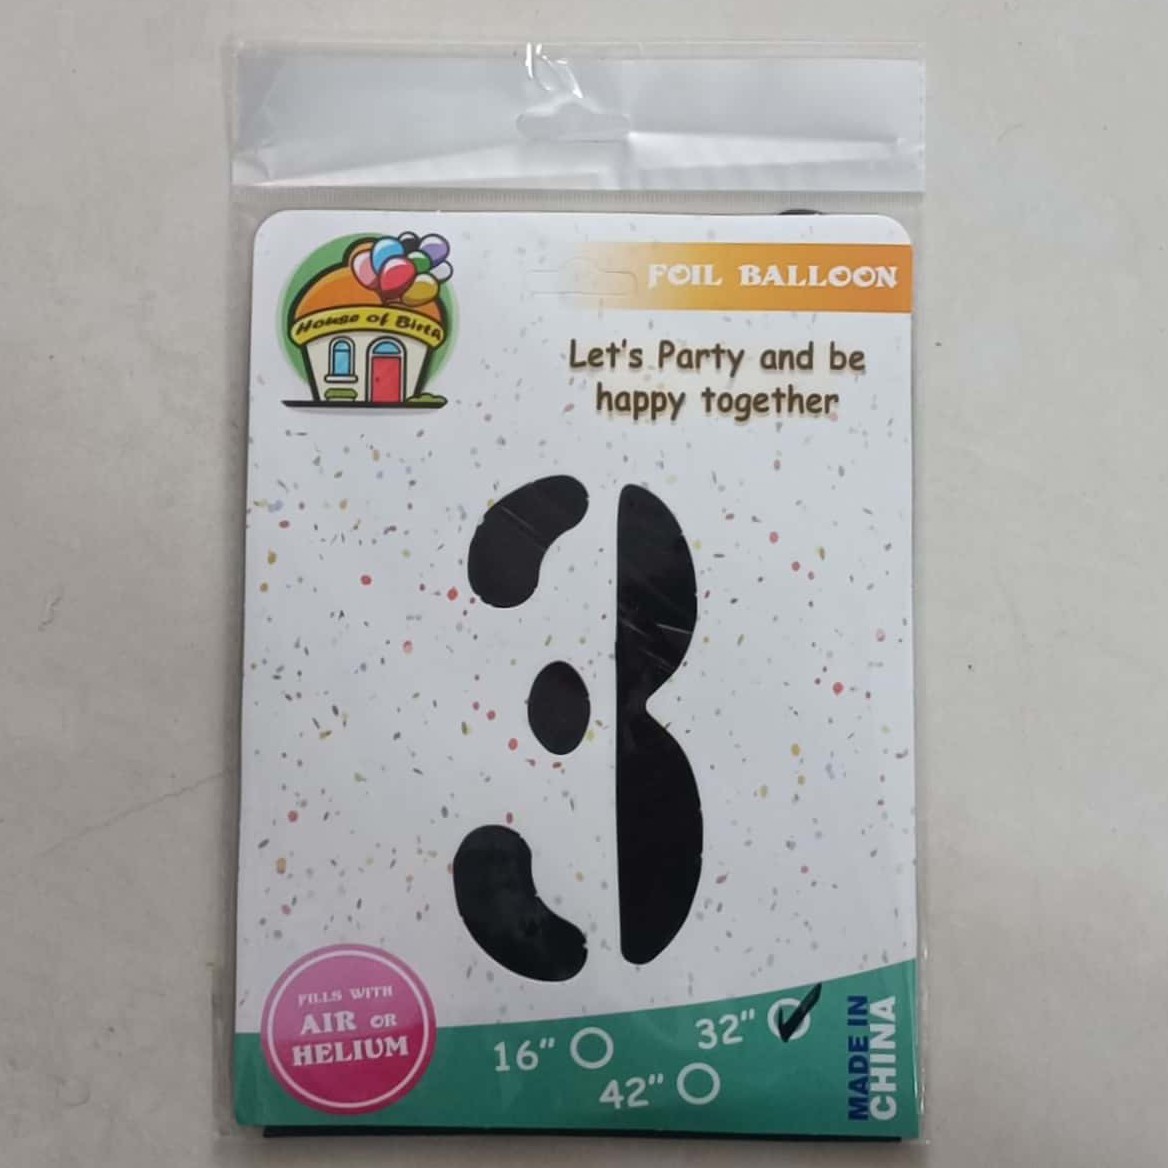 FOIL BALLOON
House of Birth
Let's Party and be
happy together
3
FILLS WITH
AIR OR
HELIUM
16"
32"
42"
MADE IN
CHINA